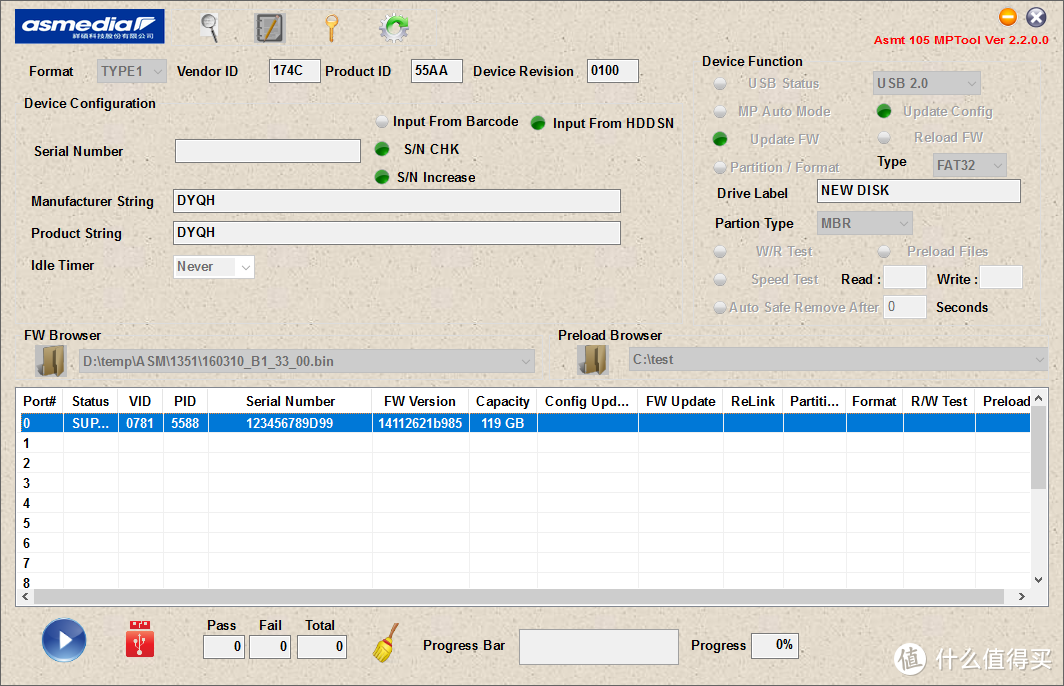 asmedia
祥碩科技股份有限公司
Asmt 105 MPTool Ver 2.2.0.0
Format TYPE1 Vendor ID 174C Product ID 55AA Device Revision 0100
Device Configuration
Input From Barcode Input From HDDSN
Serial Number S/N CHK
S/N Increase
Manufacturer String DYQH
Product String DYQH
Idle Timer Never
Device Function
USB Status USB 2.0
MP Auto Mode Update Config
Update FW Reload FW
Partition / Format Type FAT32
Drive Label NEW DISK
Partion Type MBR
W/R Test Preload Files
Speed Test Read : Write :
Auto Safe Remove After 0 Seconds
FW Browser
D:\temp\ASM\1351\160310_B1_33_00.bin
Preload Browser
C:\test
Port# Status VID PID Serial Number FW Version Capacity Config Upd... FW Update ReLink Partiti... Format R/W Test Preload
0 SUP... 0781 5588 123456789D99 14112621b985 119 GB
1
2
3
4
5
6
7
8
Pass Fail Total
0 0 0
Progress Bar Progress 0%
值 什么值得买